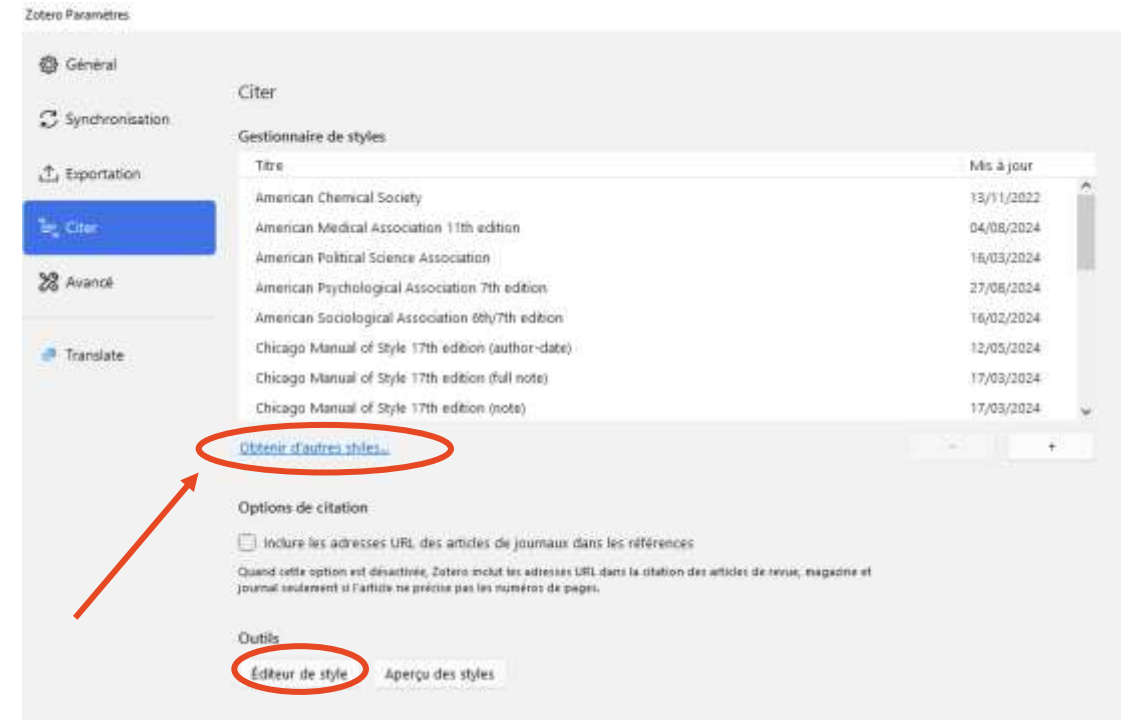 Zotero Paramètres
Général
Synchronisation
Exportation
Citer
Avancé
Translate
Citer
Gestionnaire de styles
Titre Mis à jour
American Chemical Society 13/11/2022
American Medical Association 11th edition 04/08/2024
American Political Science Association 16/03/2024
American Psychological Association 7th edition 27/08/2024
American Sociological Association 6th/7th edition 16/02/2024
Chicago Manual of Style 17th edition (author-date) 12/05/2024
Chicago Manual of Style 17th edition (full note) 17/03/2024
Chicago Manual of Style 17th edition (note) 17/03/2024
Obtenir d'autres styles... - +
Options de citation
Inclure les adresses URL des articles de journaux dans les références
Quand cette option est désactivée, Zotero inclut les adresses URL dans la citation des articles de revue, magazine et
journal seulement si l'article ne précise pas les numéros de pages.
Outils
Éditeur de style Aperçu des styles